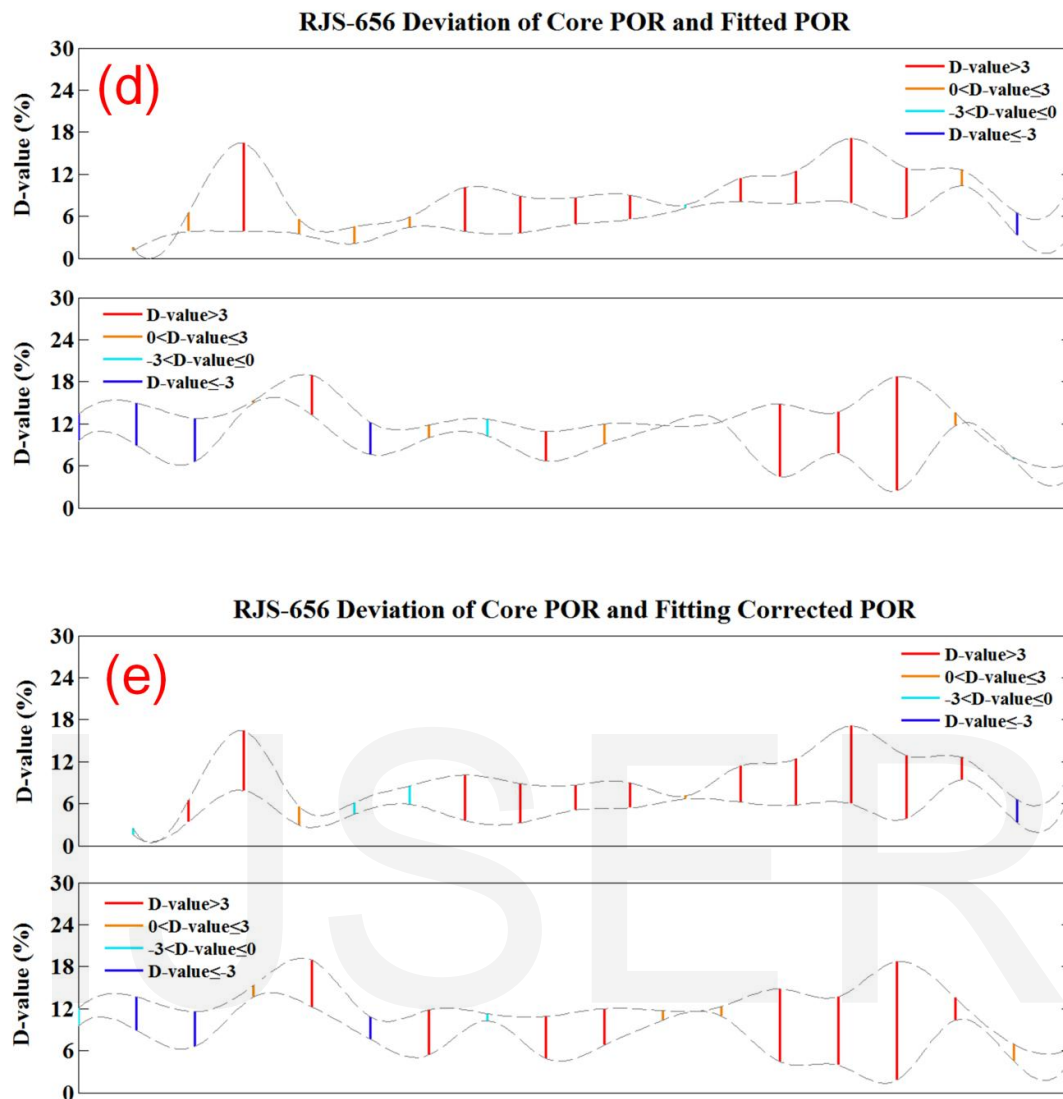 RJS-656 Deviation of Core POR and Fitted POR
(d)
D-value (%)
30
24
18
12
6
0
D-value>3
0<D-value≤3
-3<D-value≤0
D-value≤-3
D-value (%)
30
24
18
12
6
0
D-value>3
0<D-value≤3
-3<D-value≤0
D-value≤-3
RJS-656 Deviation of Core POR and Fitting Corrected POR
(e)
D-value (%)
30
24
18
12
6
0
D-value>3
0<D-value≤3
-3<D-value≤0
D-value≤-3
D-value (%)
30
24
18
12
6
0
D-value>3
0<D-value≤3
-3<D-value≤0
D-value≤-3
IJSER